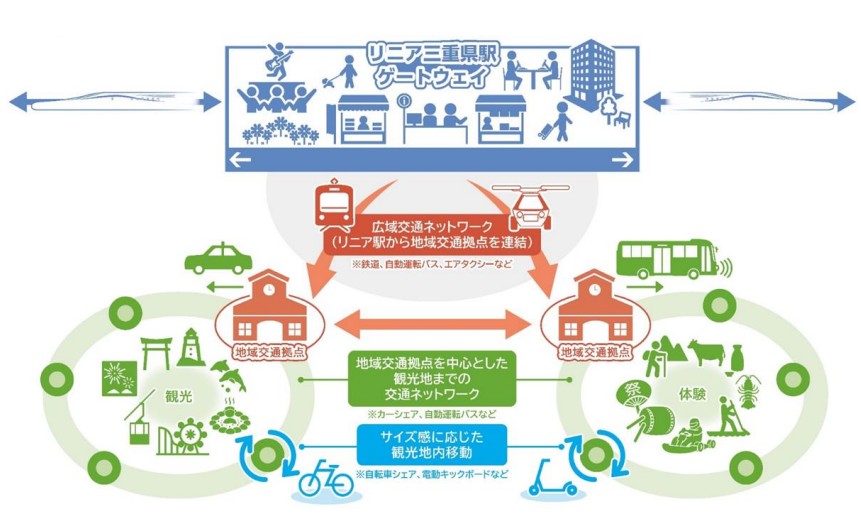 リニア三重県駅
ゲートウェイ
広域交通ネットワーク
（リニア駅から地域交通拠点を連結）
※鉄道、自動運転バス、エアタクシーなど
地域交通拠点
地域交通拠点
地域交通拠点を中心とした
観光地までの
交通ネットワーク
※カーシェア、自動運転バスなど
観光
体験
祭
サイズ感に応じた
観光地内移動
※自転車シェア、電動キックボードなど